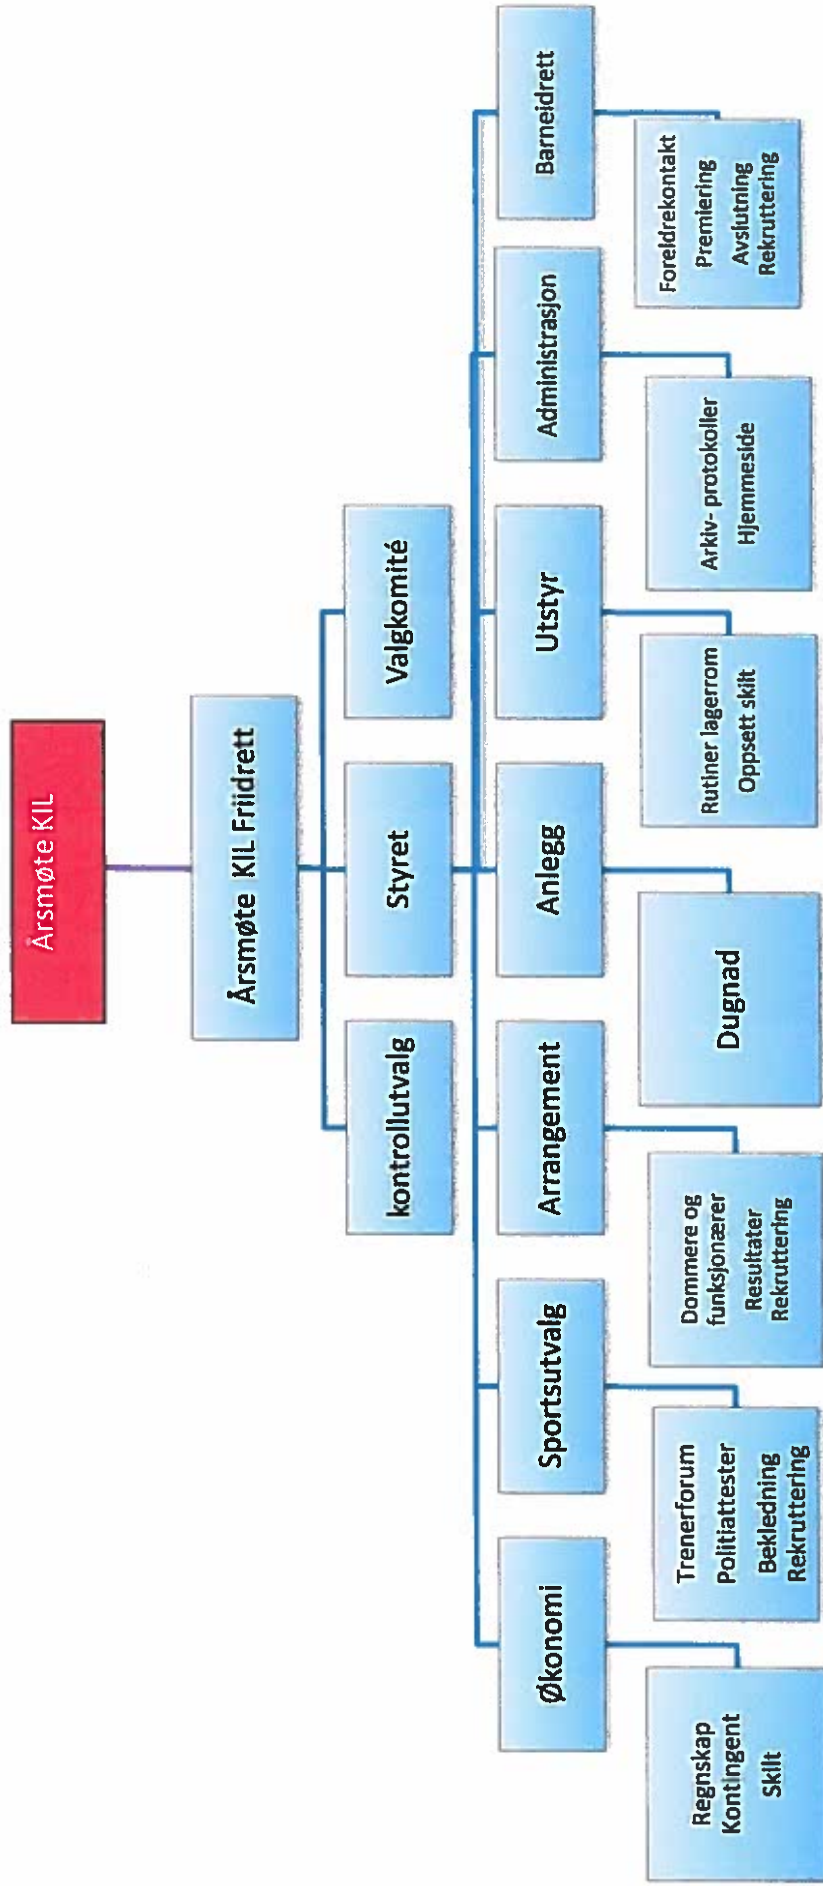 Årsmøte KIL
Årsmøte KIL Friidrett
kontrollutvalg
Styret
Valgkomité
Økonomi
Sportsutvalg
Arrangement
Anlegg
Utstyr
Administrasjon
Barneidrett
Regnskap
Kontingent
Skilt
Trenerforum
Politiattester
Bekledning
Rekruttering
Dommere og
funksjonærer
Resultater
Rekruttering
Dugnad
Rutiner lagerrom
Oppsett skilt
Arkiv- protokoller
Hjemmeside
Foreldrekontakt
Premiering
Avslutning
Rekruttering